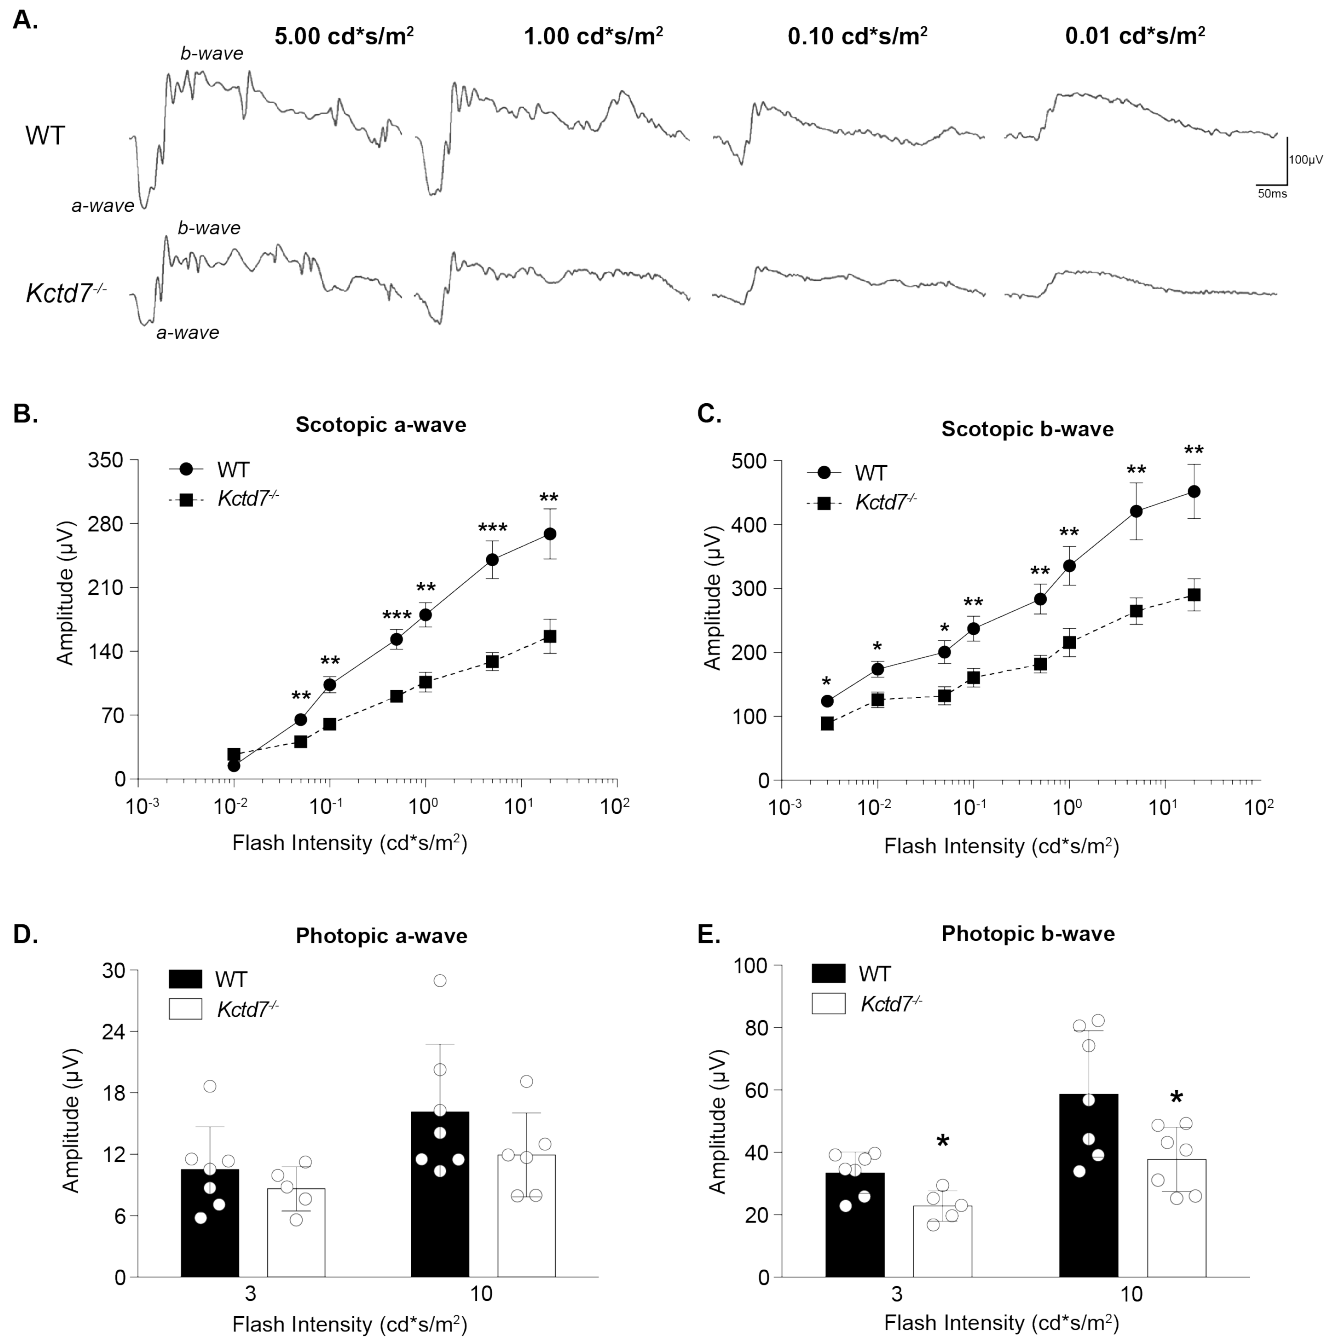 A.
5.00 cd*s/m² 1.00 cd*s/m² 0.10 cd*s/m² 0.01 cd*s/m²
b-wave
WT
a-wave
100µV
50ms
b-wave
Kctd7⁻/⁻
a-wave
B.
Scotopic a-wave
WT
Kctd7⁻/⁻
Amplitude (µV)
350
280
210
140
70
0
** ** *** ** *** **
10⁻³ 10⁻² 10⁻¹ 10⁰ 10¹ 10²
Flash Intensity (cd*s/m²)
C.
Scotopic b-wave
WT
Kctd7⁻/⁻
Amplitude (µV)
500
400
300
200
100
0
* * * ** ** ** ** **
10⁻³ 10⁻² 10⁻¹ 10⁰ 10¹ 10²
Flash Intensity (cd*s/m²)
D.
Photopic a-wave
WT
Kctd7⁻/⁻
Amplitude (µV)
30
24
18
12
6
0
3 10
Flash Intensity (cd*s/m²)
E.
Photopic b-wave
WT
Kctd7⁻/⁻
Amplitude (µV)
100
80
60
40
20
0
* *
3 10
Flash Intensity (cd*s/m²)